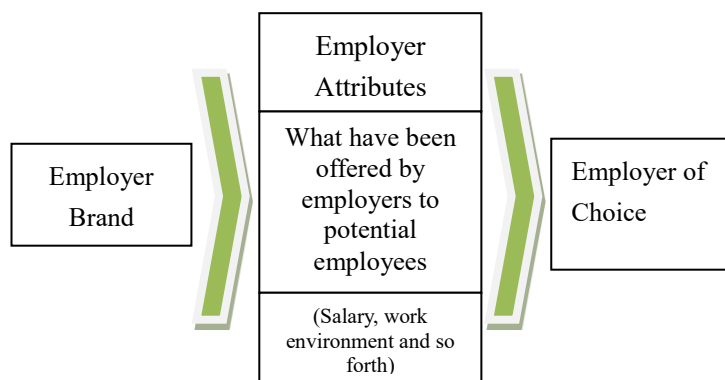 Employer
Brand
Employer
Attributes
What have been
offered by
employers to
potential
employees
(Salary, work
environment and so
forth)
Employer of
Choice